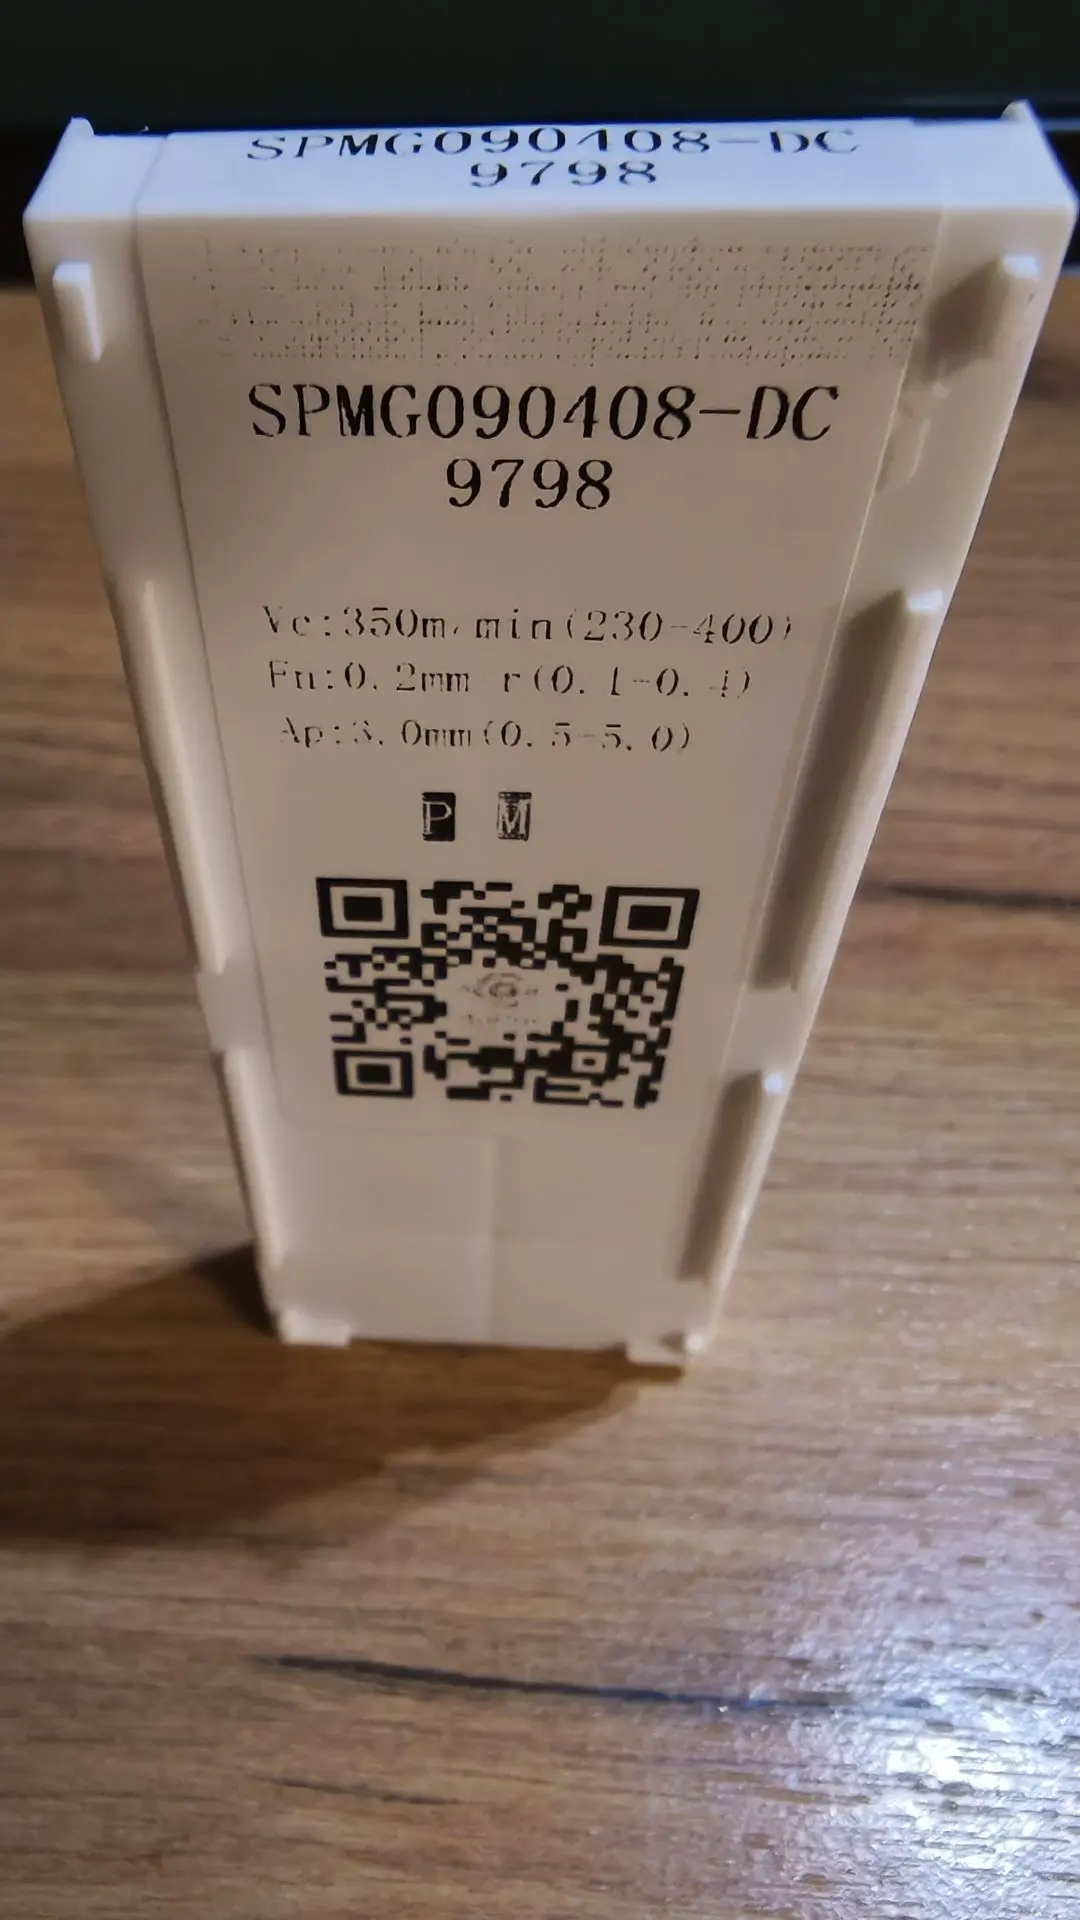 SPMG090408-DC
9798
SPMG090408-DC
9798
Vc:350m/min(230-400)
Fn:0.2mm r(0.1-0.4)
Ap:3.0mm(0.5-5.0)
P M